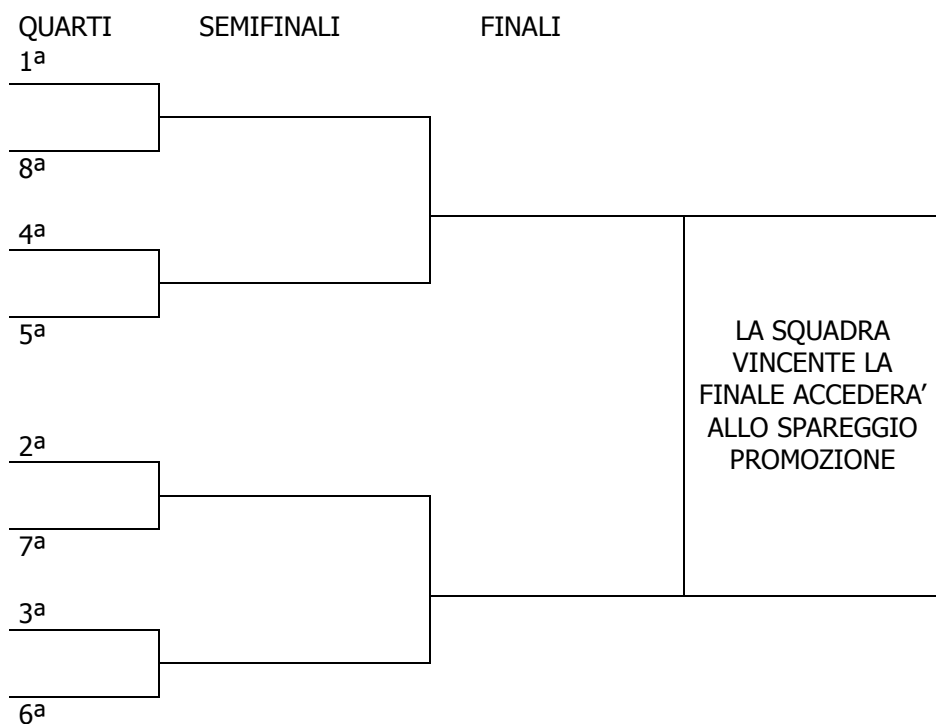 QUARTI SEMIFINALI FINALI
1ª
8ª
4ª
5ª
LA SQUADRA
VINCENTE LA
FINALE ACCEDERA’
ALLO SPAREGGIO
PROMOZIONE
2ª
7ª
3ª
6ª